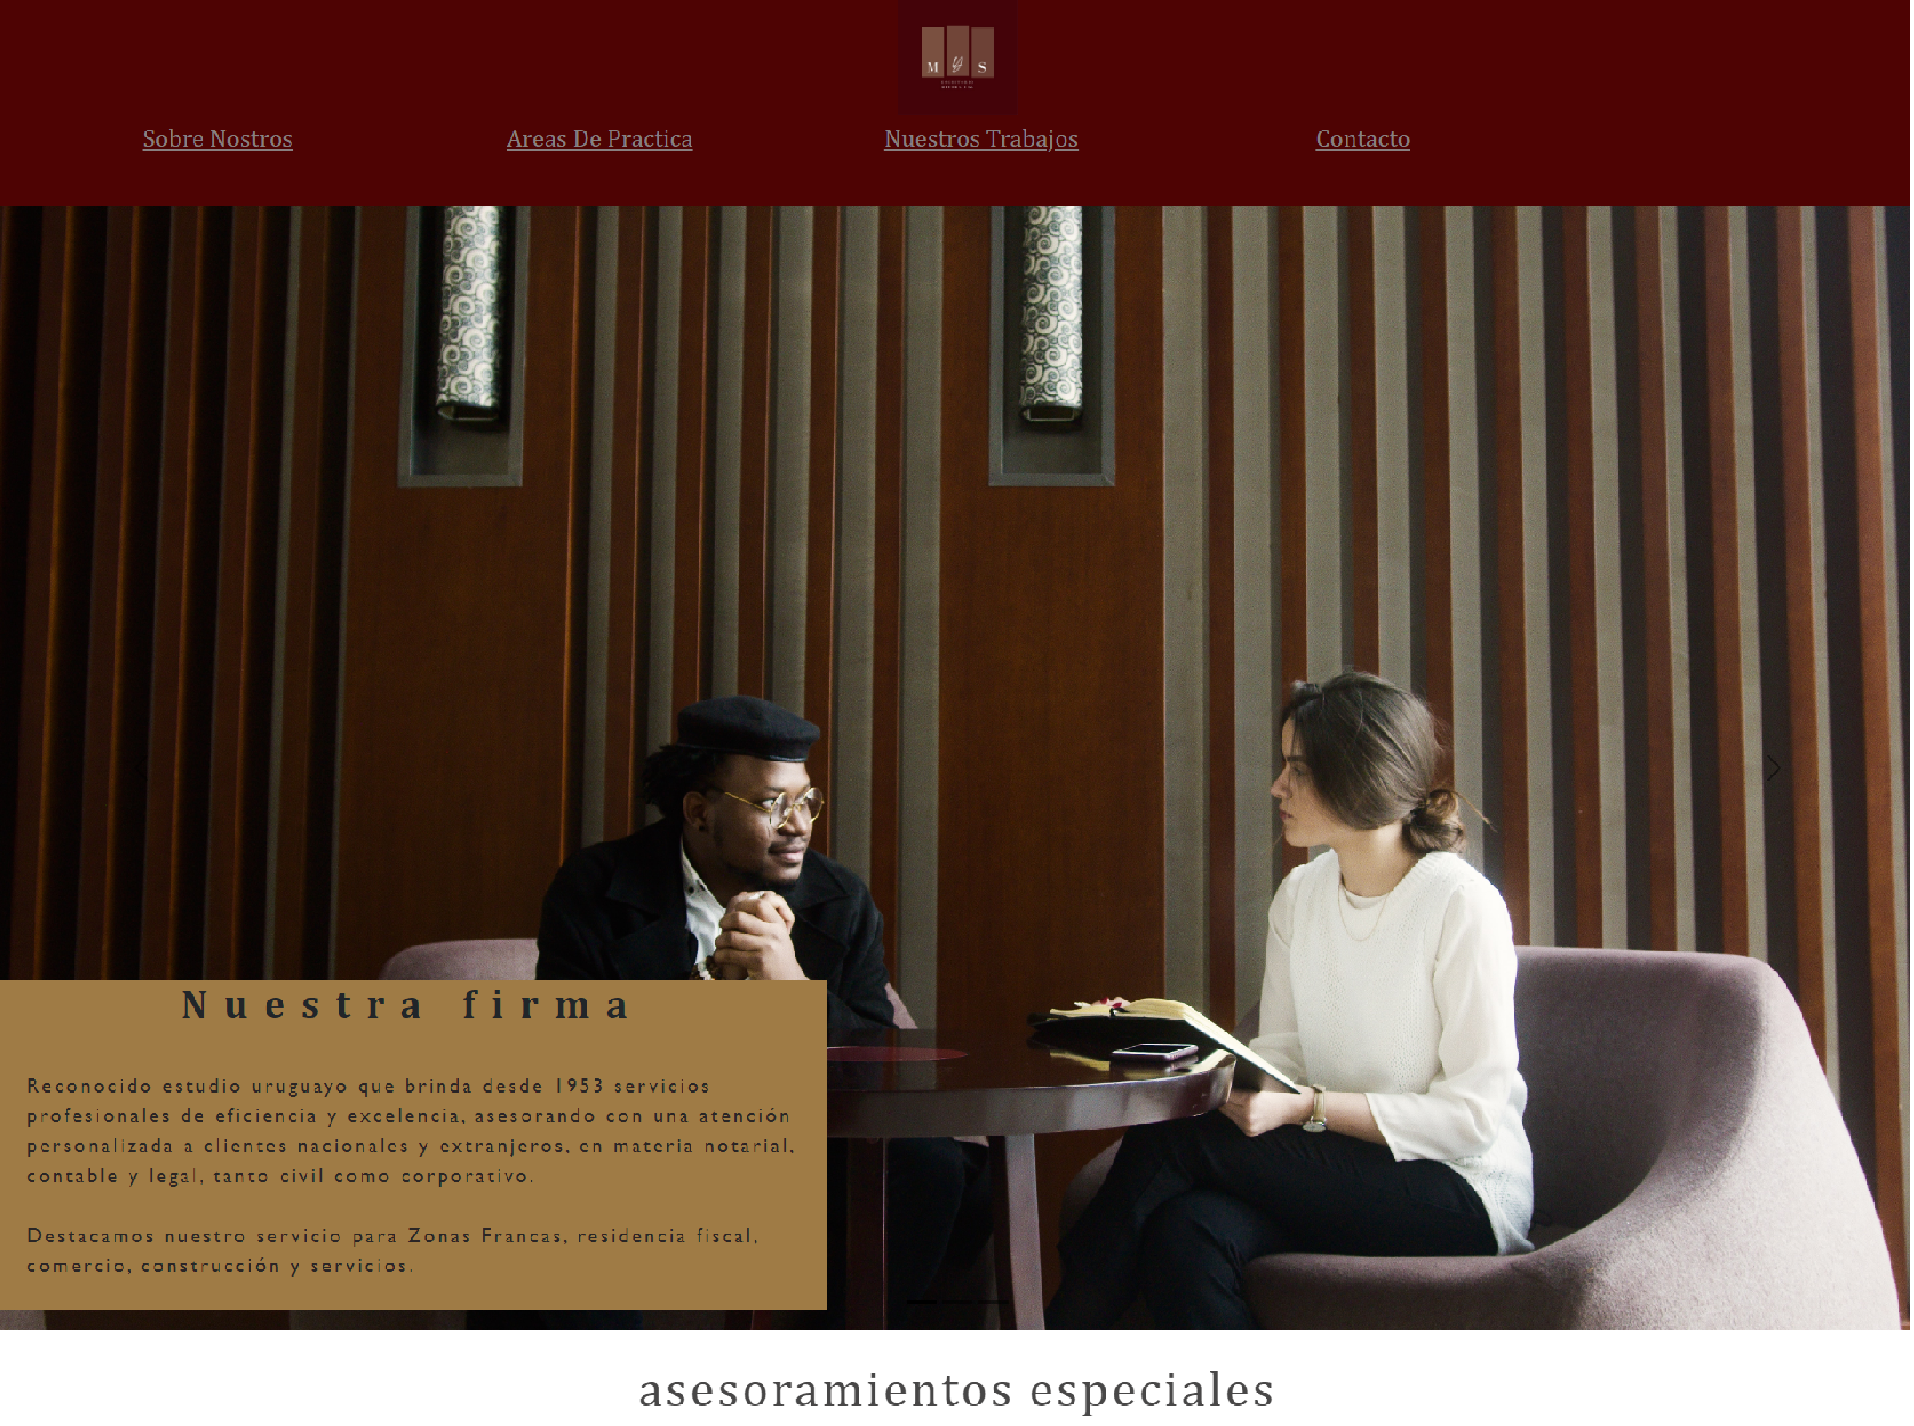 M & S
Sobre Nostros
Areas De Practica
Nuestros Trabajos
Contacto
Nuestra firma
Reconocido estudio uruguayo que brinda desde 1953 servicios
profesionales de eficiencia y excelencia, asesorando con una atención
personalizada a clientes nacionales y extranjeros, en materia notarial,
contable y legal, tanto civil como corporativo.
Destacamos nuestro servicio para Zonas Francas, residencia fiscal,
comercio, construcción y servicios.
asesoramientos especiales